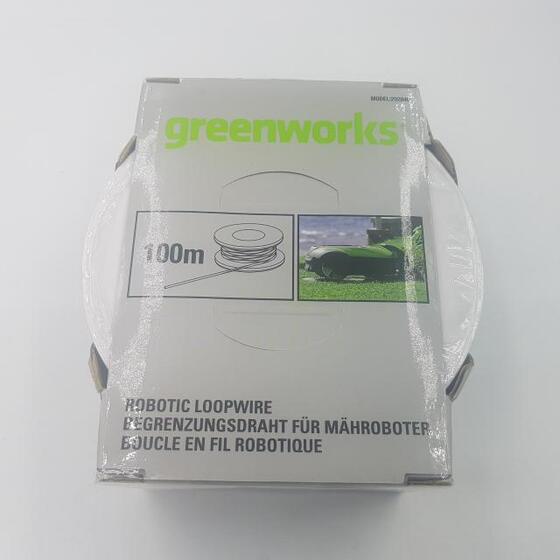 greenworks
100m
ROBOTIC LOOPWIRE
BEGRENZUNGSDRAHT FÜR MÄHROBOTER
BOUCLE EN FIL ROBOTIQUE